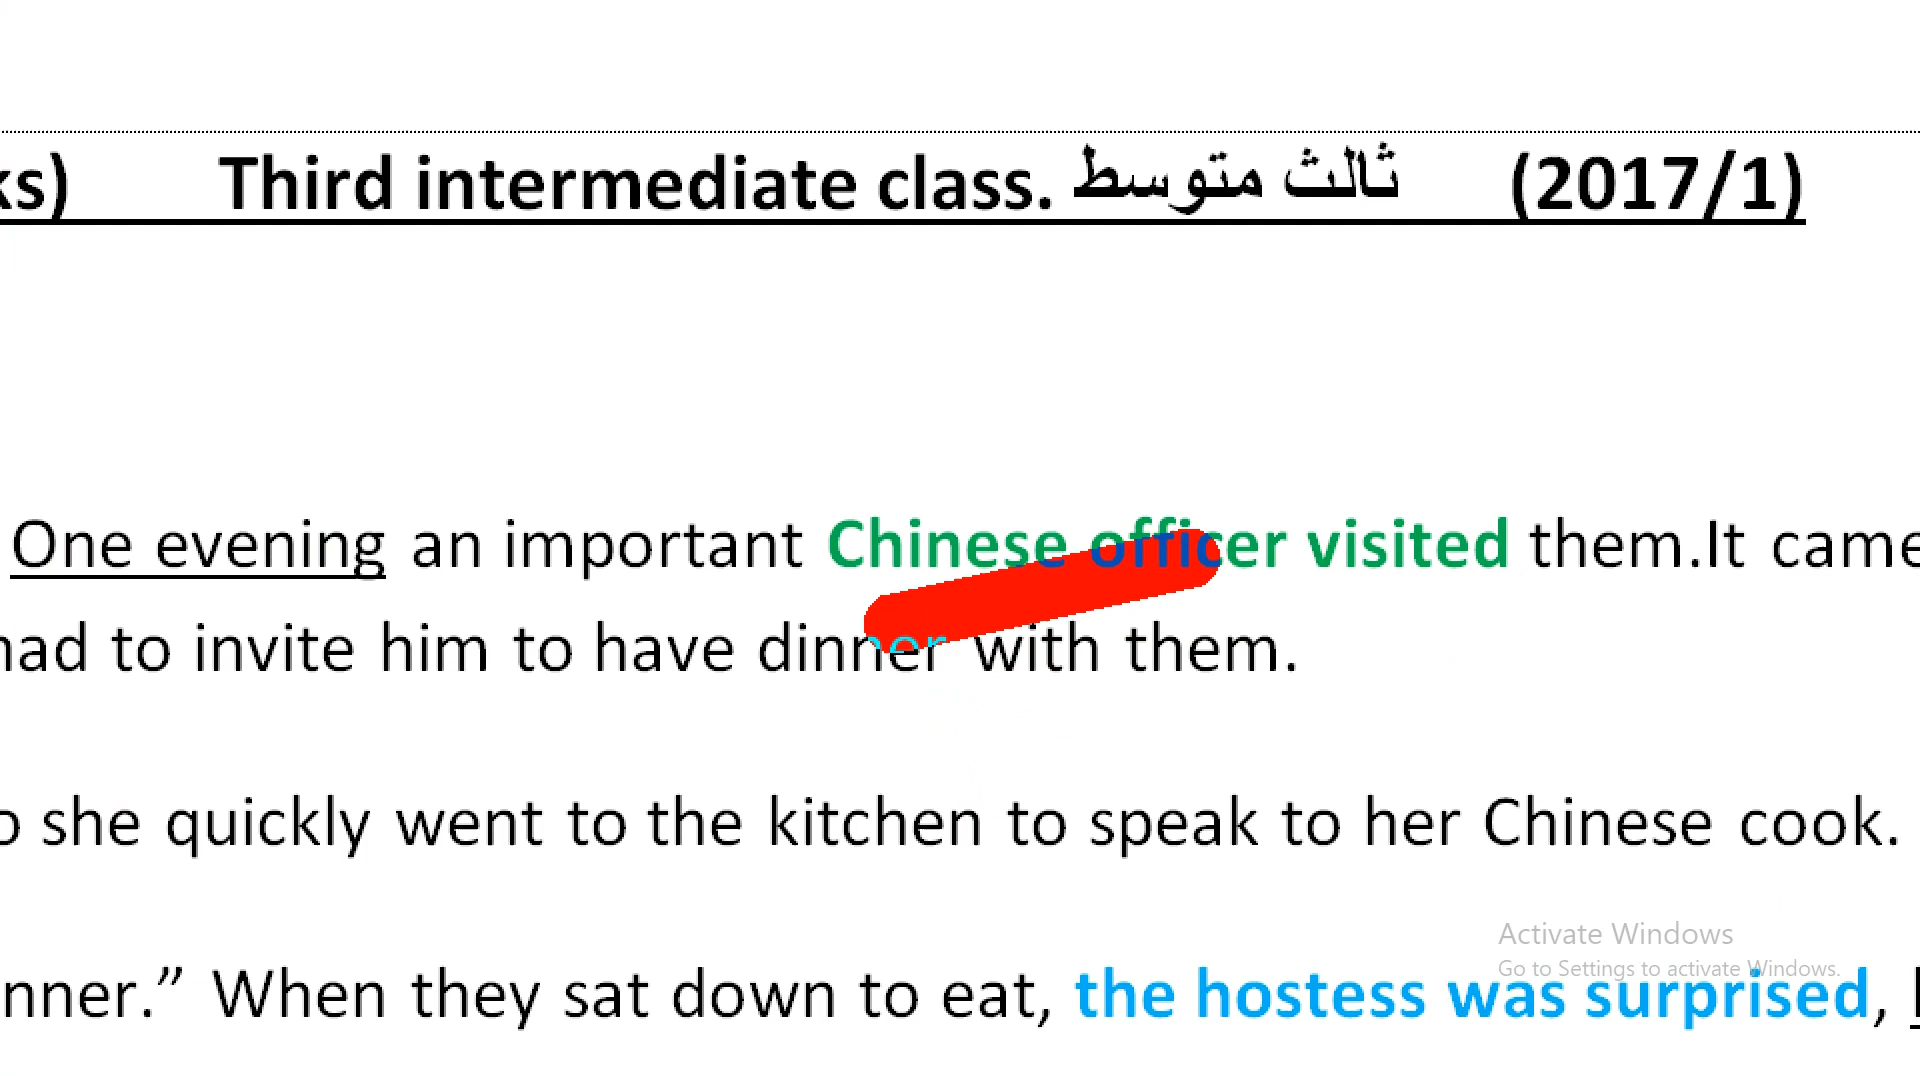 ks) Third intermediate class. ثالث متوسط (2017/1)
One evening an important Chinese officer visited them.It came
had to invite him to have dinner with them.
she quickly went to the kitchen to speak to her Chinese cook.
Activate Windows
Go to Settings to activate Windows.
nner.” When they sat down to eat, the hostess was surprised,